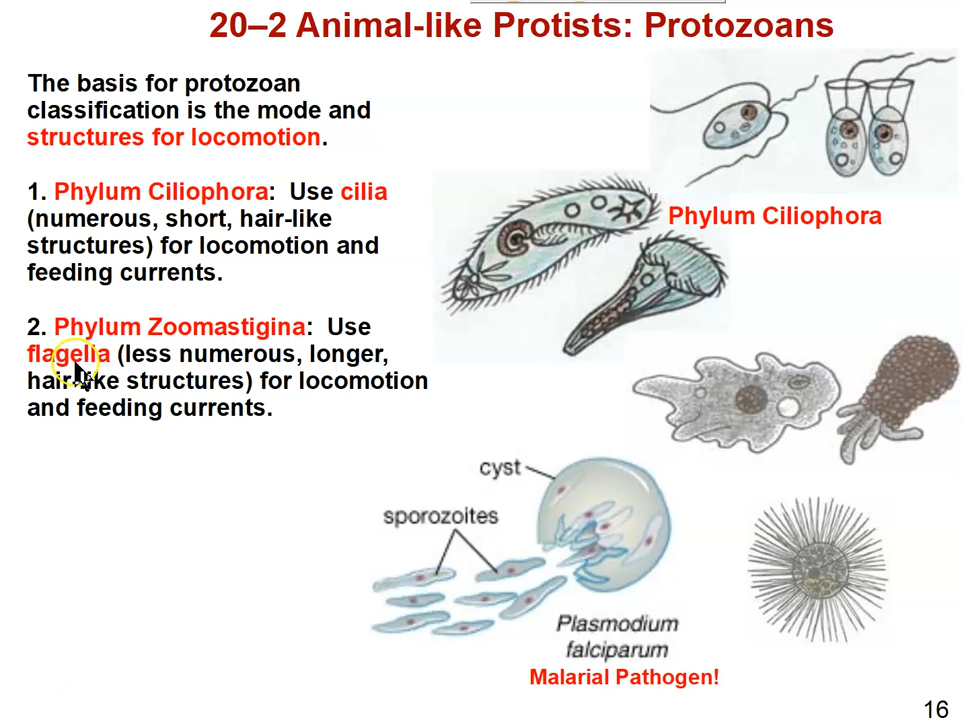 20–2 Animal-like Protists: Protozoans
The basis for protozoan
classification is the mode and
structures for locomotion.
1. Phylum Ciliophora: Use cilia
(numerous, short, hair-like
structures) for locomotion and
feeding currents.
2. Phylum Zoomastigina: Use
flagella (less numerous, longer,
hair-like structures) for locomotion
and feeding currents.
Phylum Ciliophora
cyst
sporozoites
Plasmodium
falciparum
Malarial Pathogen!
16